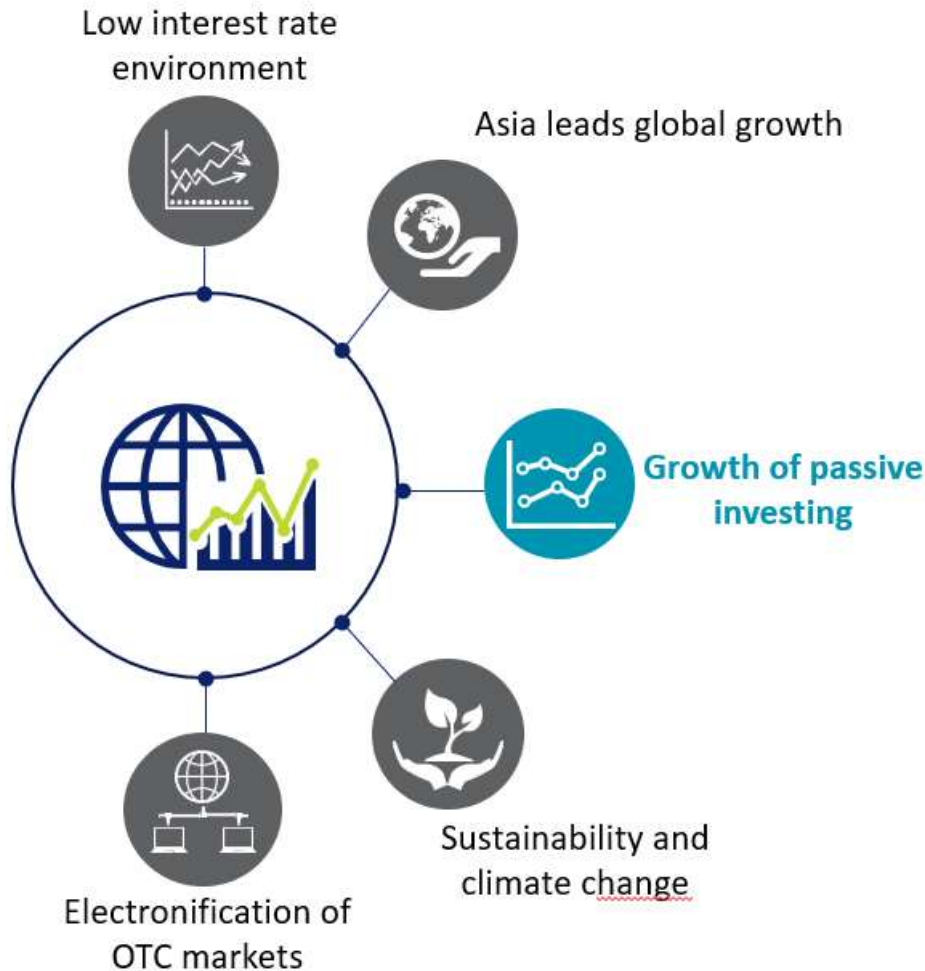 Low interest rate
environment
Asia leads global growth
Growth of passive
investing
Sustainability and
climate change
Electronification of
OTC markets